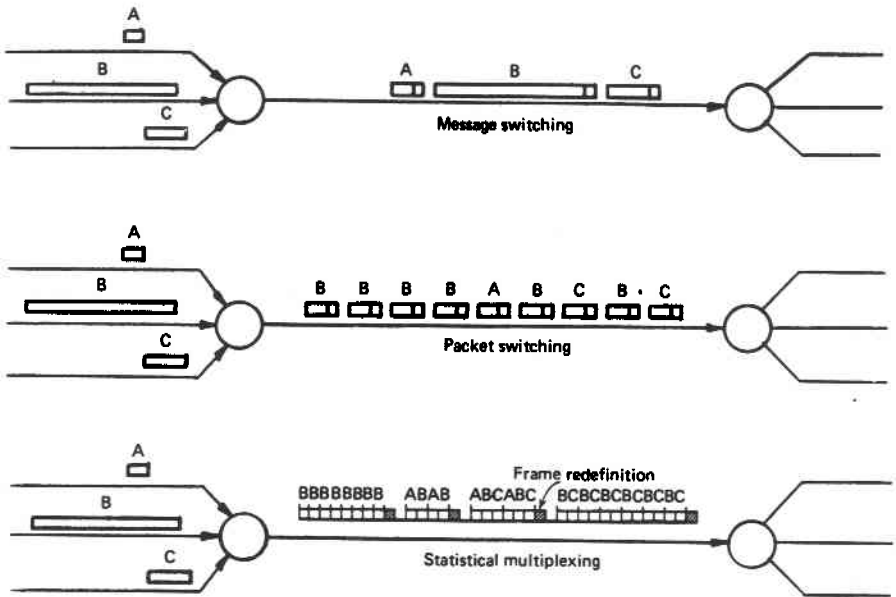 A
B
C
A B C
Message switching
A
B
C
B B B B A B C B C
Packet switching
A
B
C
Frame redefinition
BBBBBBBB ABAB ABCABC BCBCBCBCBCBC
Statistical multiplexing